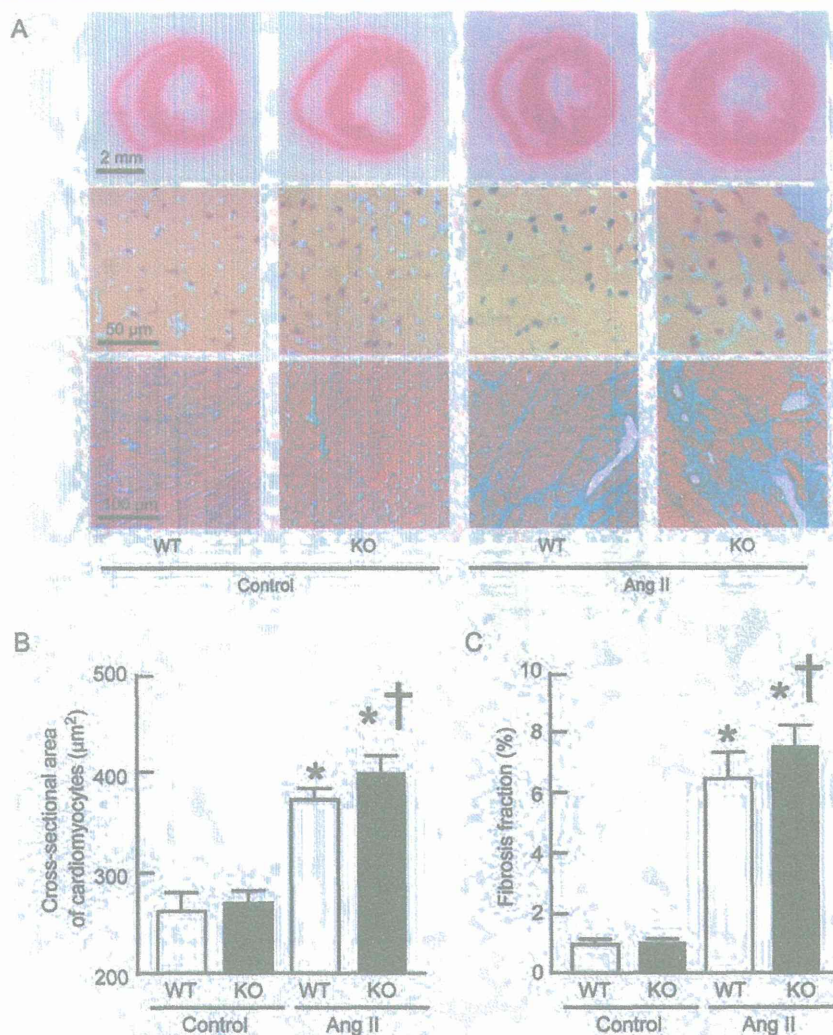 A
2 mm
50 μm
100 μm
WT KO WT KO
Control Ang II
B
500
400
300
200
Cross-sectional area
of cardiomyocytes (μm²)
* * †
WT KO WT KO
Control Ang II
C
10
8
6
4
2
0
Fibrosis fraction (%)
* * †
WT KO WT KO
Control Ang II